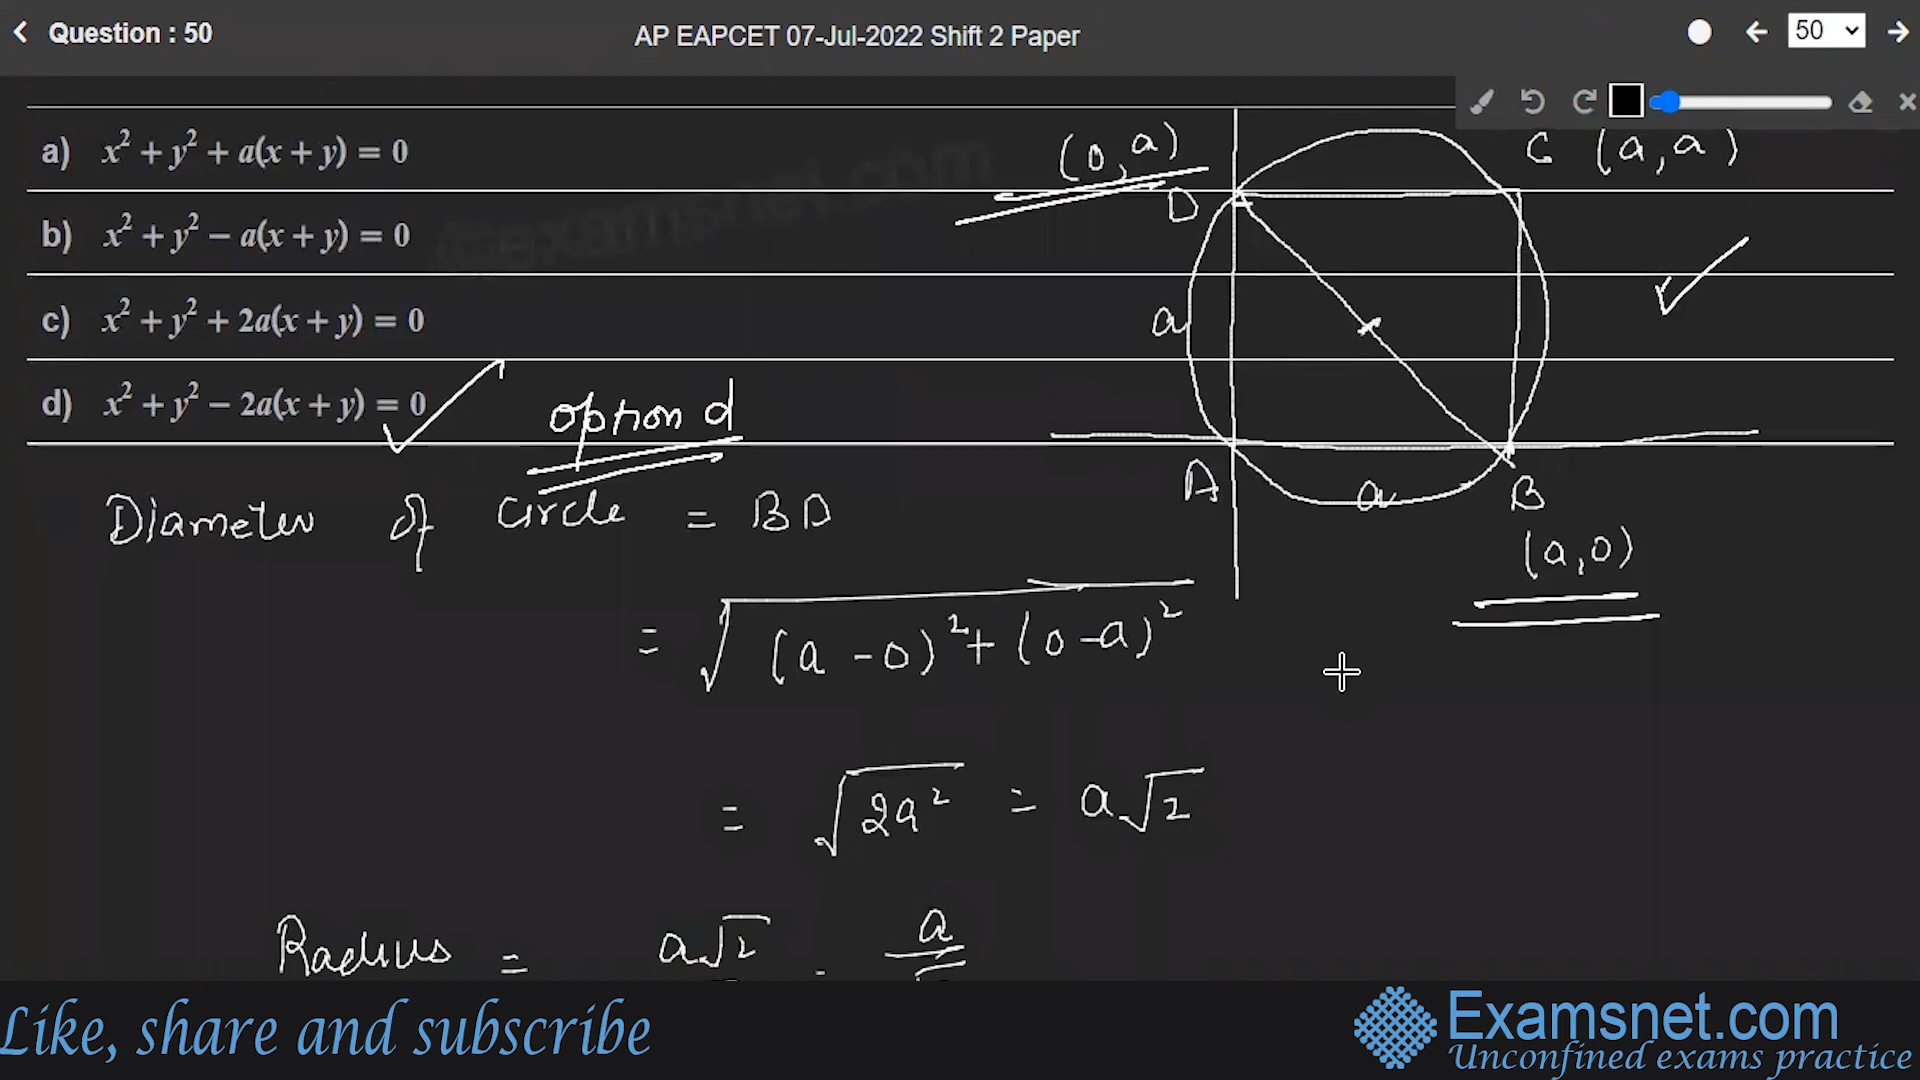 Question : 50
AP EAPCET 07-Jul-2022 Shift 2 Paper
50
a) x² + y² + a(x + y) = 0
b) x² + y² − a(x + y) = 0
c) x² + y² + 2a(x + y) = 0
d) x² + y² − 2a(x + y) = 0
©examsnet.com
option d
(0,a)
C (a,a)
D
a
A
a
B
(a,0)
Diameter of circle = BD
= √(a-0)²+(0-a)²
= √2a² = a√2
Radius = a√2 a
Like, share and subscribe
Examsnet.com
Unconfined exams practice